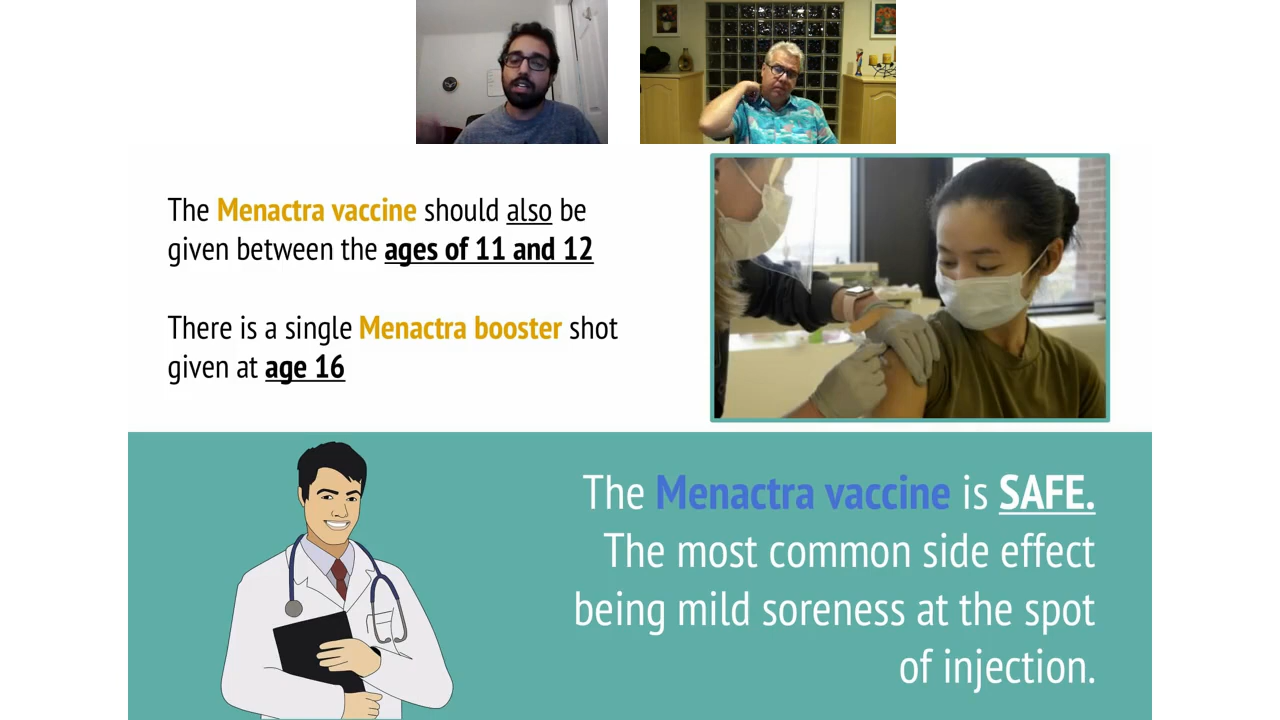 The Menactra vaccine should also be
given between the ages of 11 and 12
There is a single Menactra booster shot
given at age 16
The Menactra vaccine is SAFE.
The most common side effect
being mild soreness at the spot
of injection.